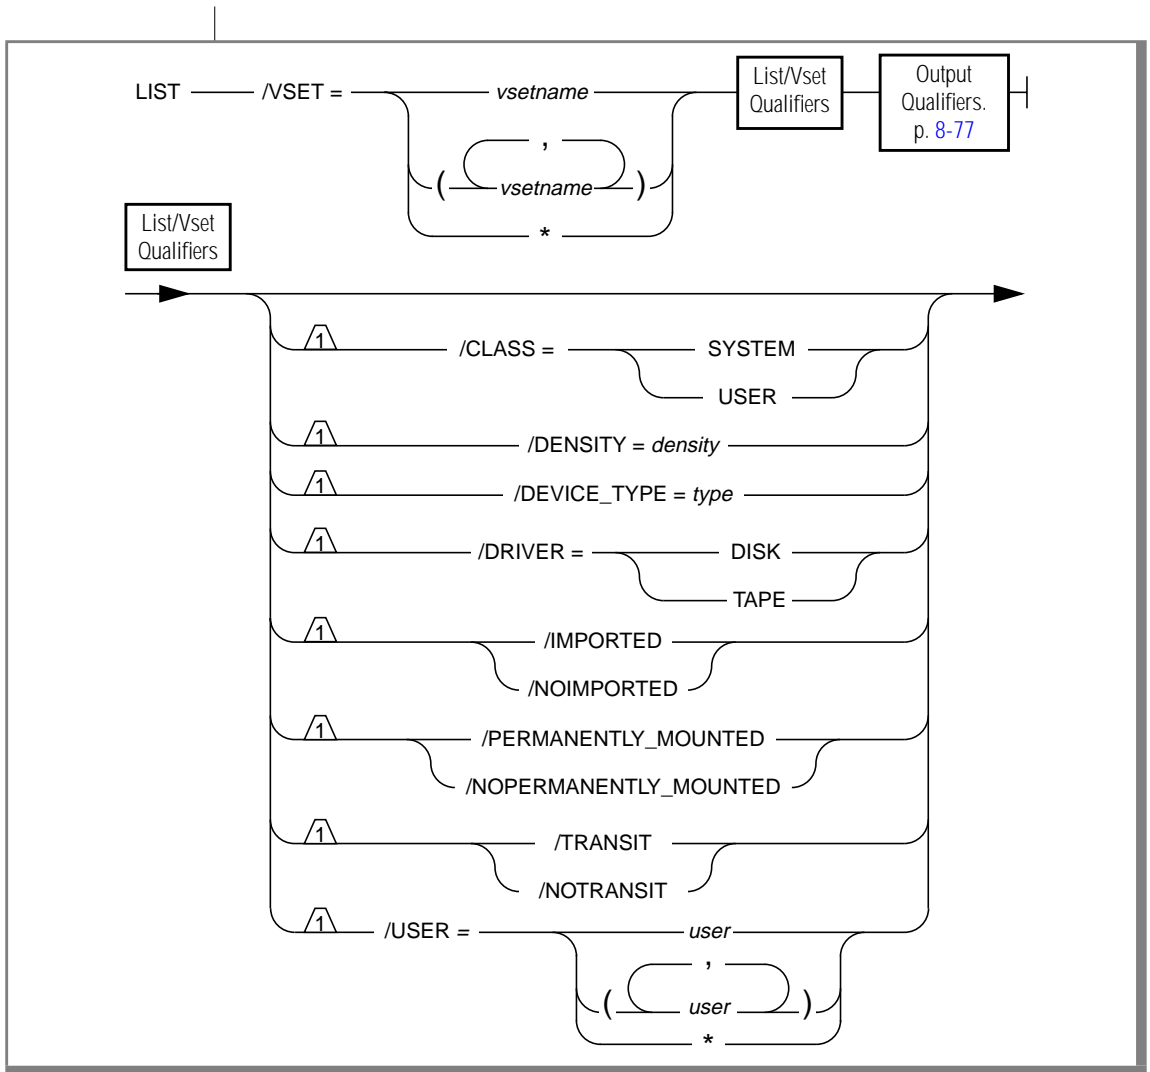 LIST /VSET = vsetname List/Vset Qualifiers Output Qualifiers. p. 8-77
( , vsetname )
*
List/Vset
Qualifiers
1 /CLASS = SYSTEM
USER
1 /DENSITY = density
1 /DEVICE_TYPE = type
1 /DRIVER = DISK
TAPE
1 /IMPORTED
/NOIMPORTED
1 /PERMANENTLY_MOUNTED
/NOPERMANENTLY_MOUNTED
1 /TRANSIT
/NOTRANSIT
1 /USER = user
( , user )
*